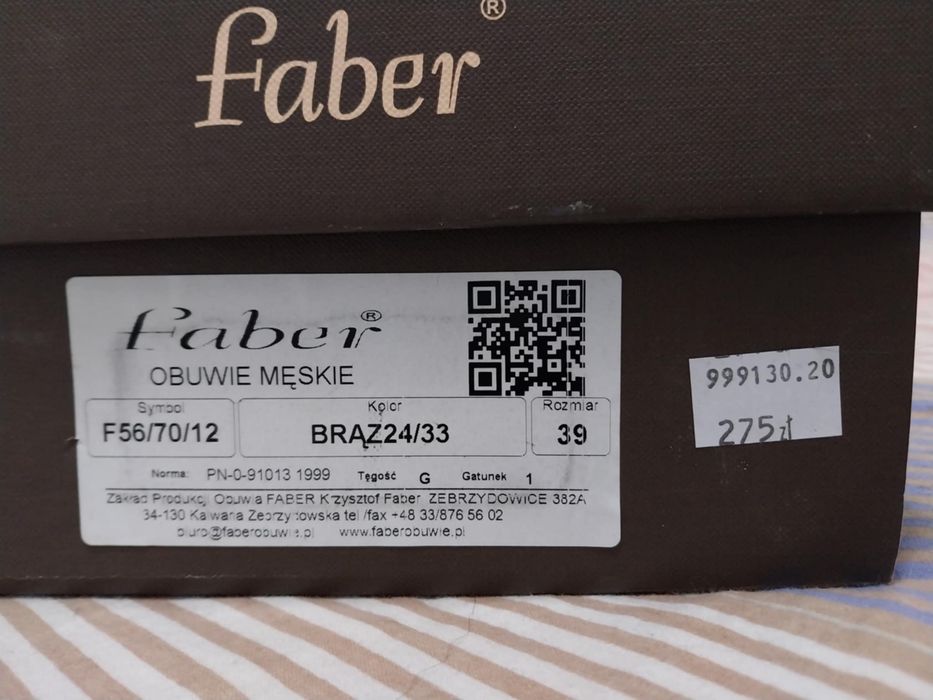 faber®
faber®
OBUWIE MĘSKIE
Symbol
F56/70/12
Kolor
BRĄZ24/33
Rozmiar
39
Norma: PN-0-91013 1999 Tęgość G Gatunek 1
Zakład Produkcji Obuwia FABER Krzysztof Faber ZEBRZYDOWICE 382A
34-130 Kalwaria Zebrzydowska tel /fax +48 33/876 56 02
biuro@faberobuwie.pl www.faberobuwie.pl
999130.20
275zł